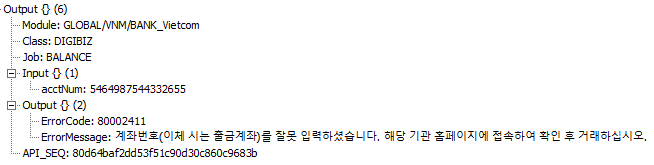 Output {} (6)
Module: GLOBAL/VNM/BANK_Vietcom
Class: DIGIBIZ
Job: BALANCE
Input {} (1)
acctNum: 5464987544332655
Output {} (2)
ErrorCode: 80002411
ErrorMessage: 계좌번호(이체 시는 출금계좌)를 잘못 입력하셨습니다. 해당 기관 홈페이지에 접속하여 확인 후 거래하십시오.
API_SEQ: 80d64baf2dd53f51c90d30c860c9683b